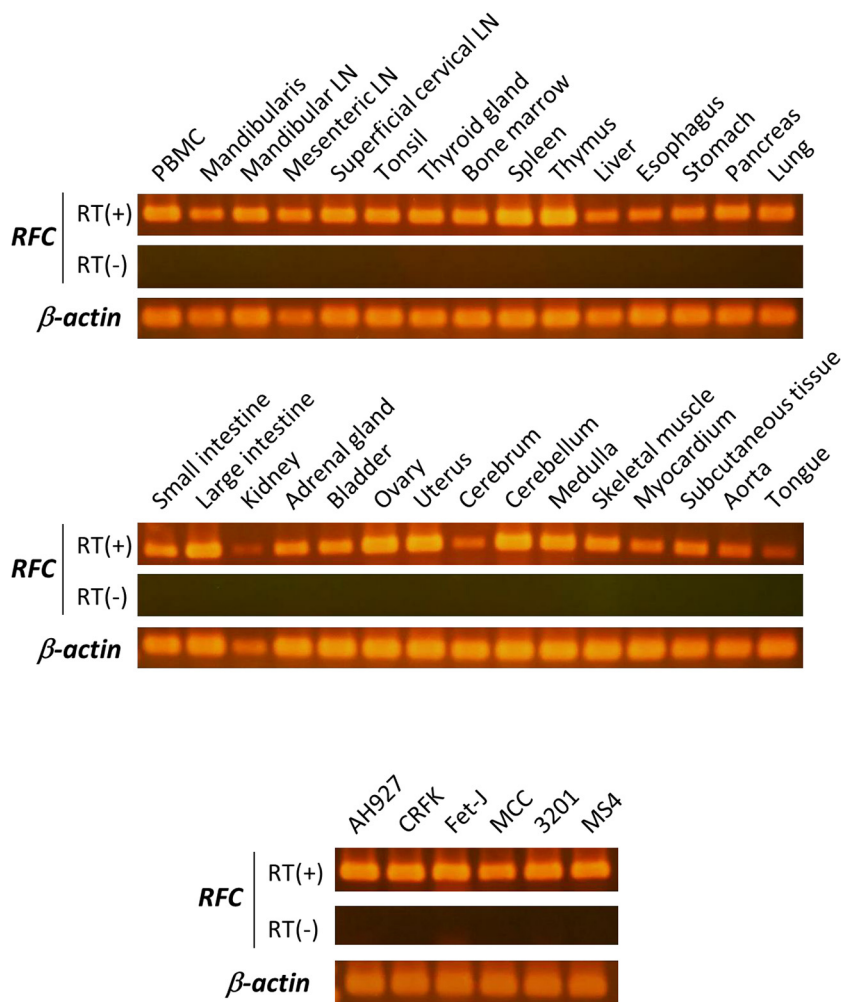 PBMC
Mandibularis
Mandibular LN
Mesenteric LN
Superficial cervical LN
Tonsil
Thyroid gland
Bone marrow
Spleen
Thymus
Liver
Esophagus
Stomach
Pancreas
Lung
RFC
RT(+)
RT(-)
β-actin
Small intestine
Large intestine
Kidney
Adrenal gland
Bladder
Ovary
Uterus
Cerebrum
Cerebellum
Medulla
Skeletal muscle
Myocardium
Subcutaneous tissue
Aorta
Tongue
RFC
RT(+)
RT(-)
β-actin
AH927
CRFK
Fet-J
MCC
3201
MS4
RFC
RT(+)
RT(-)
β-actin